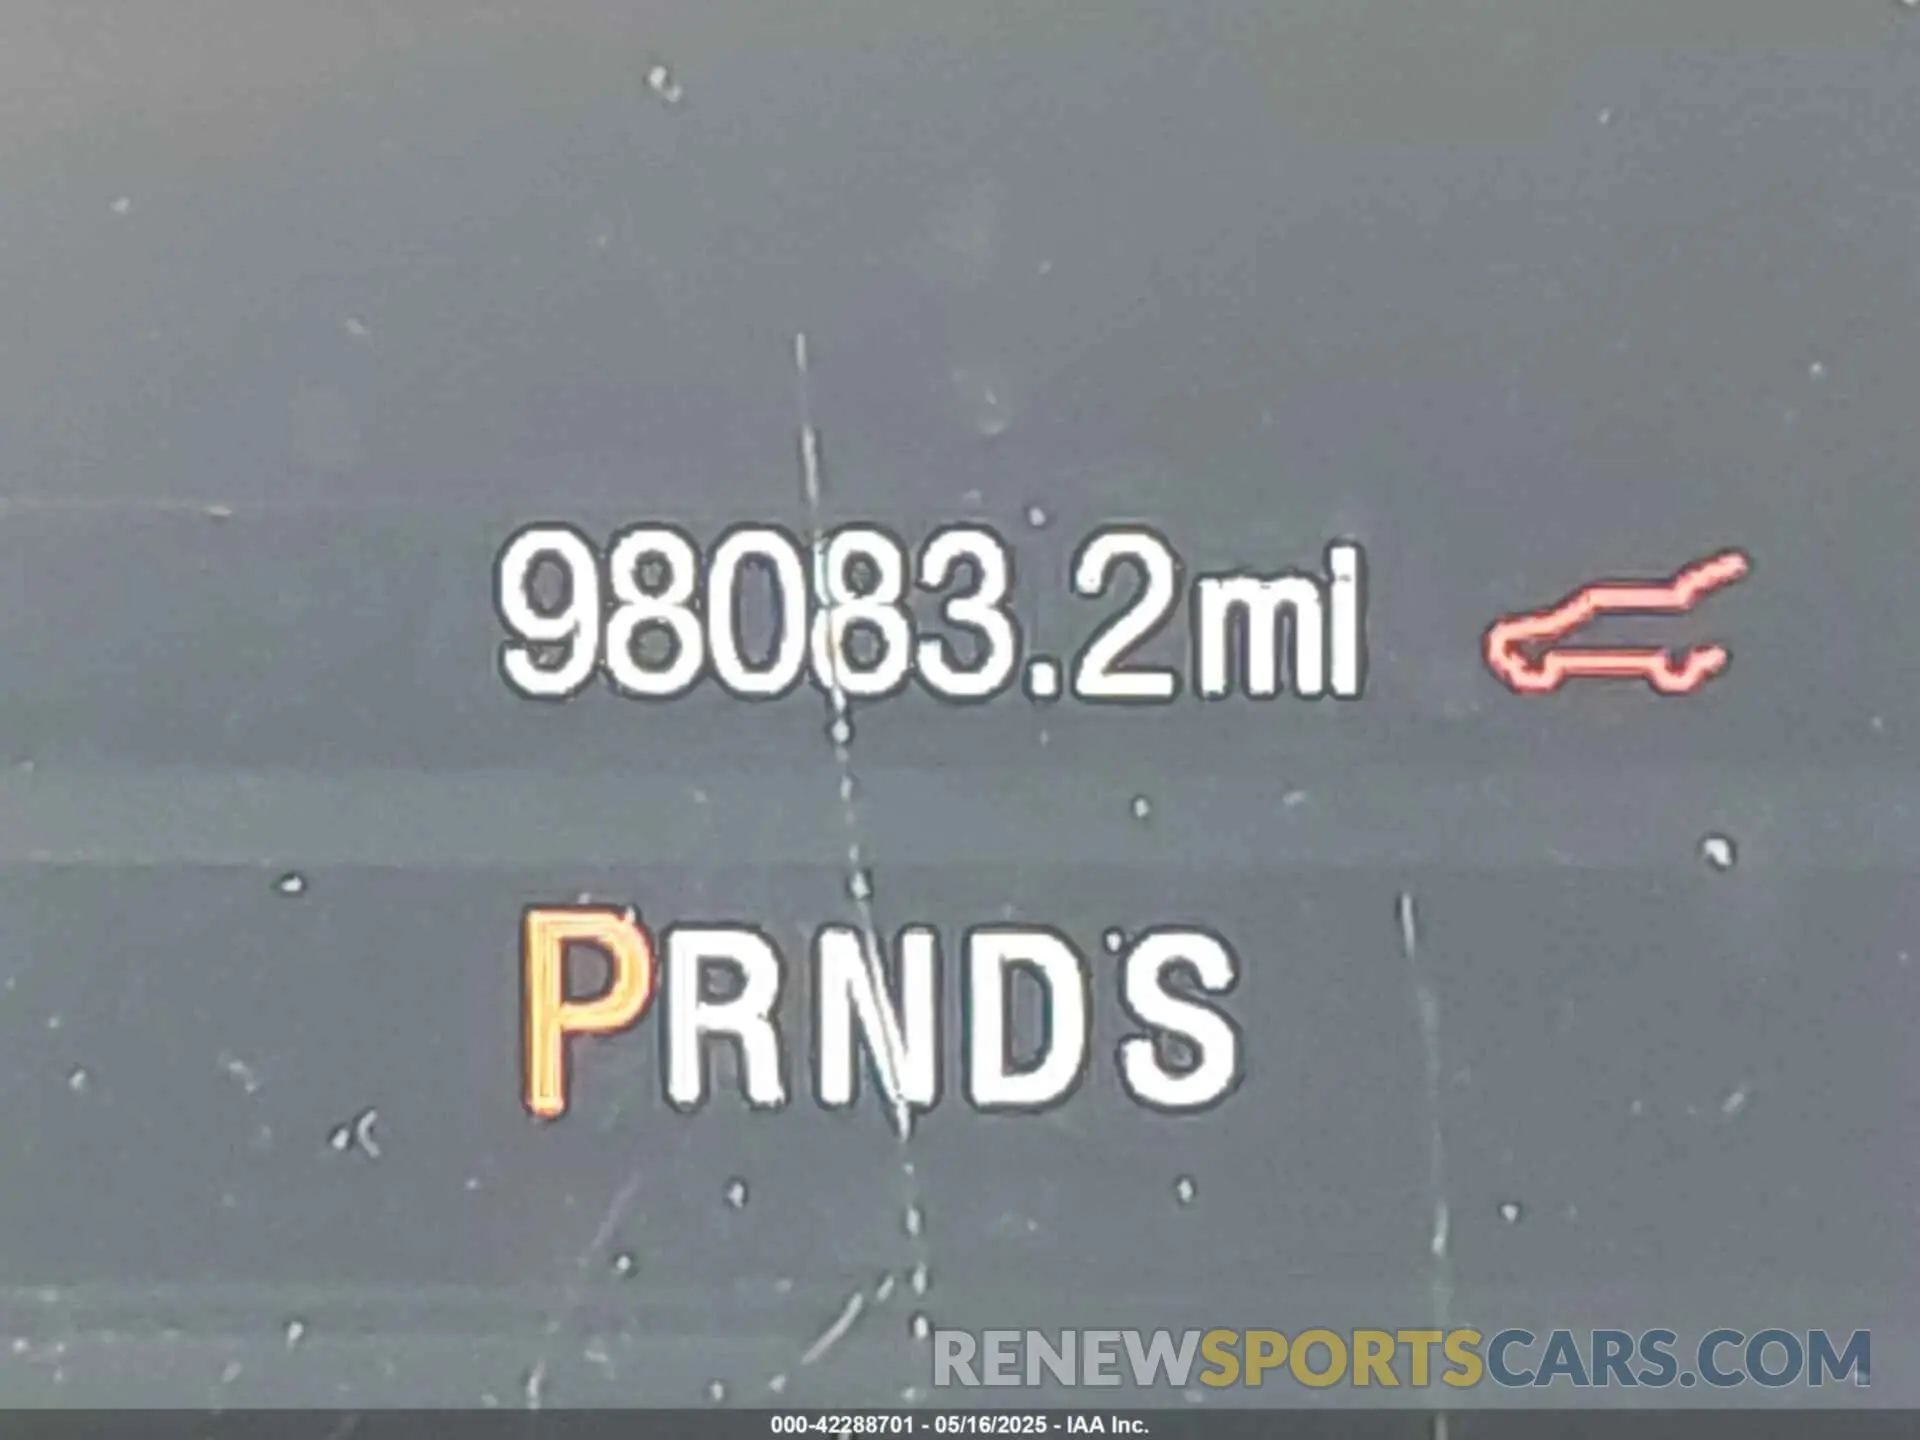 98083.2mi
PRNDS
RENEWSPORTSCARS.COM
000-42288701 - 05/16/2025 - IAA Inc.